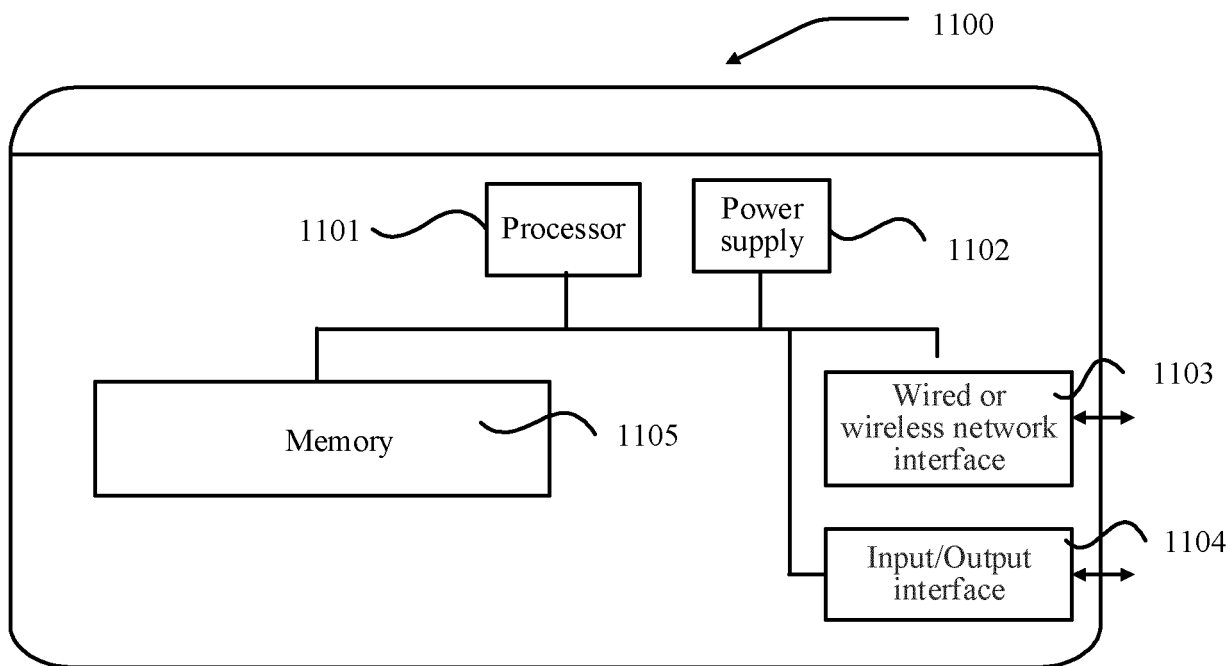 1100
1101
Processor
Power
supply
1102
Memory
1105
Wired or
wireless network
interface
1103
Input/Output
interface
1104